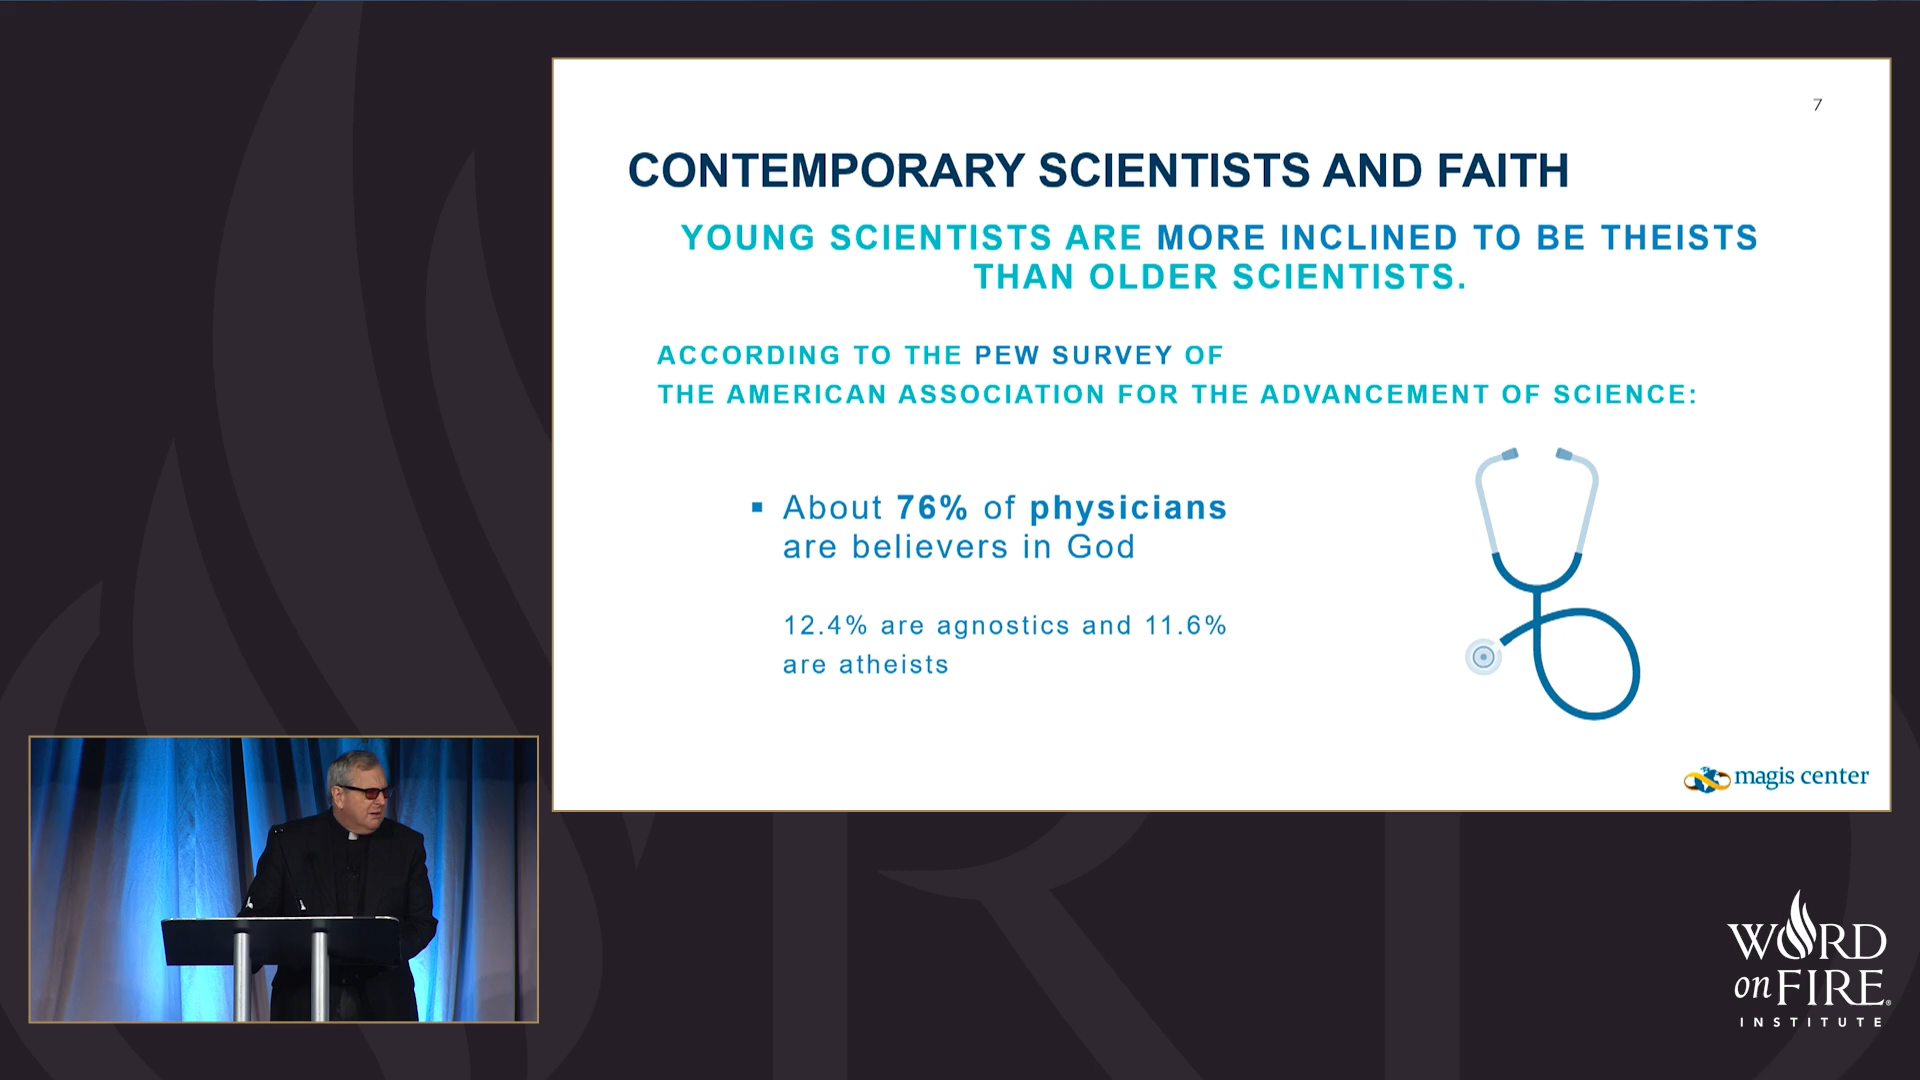 7
CONTEMPORARY SCIENTISTS AND FAITH
YOUNG SCIENTISTS ARE MORE INCLINED TO BE THEISTS
THAN OLDER SCIENTISTS.
ACCORDING TO THE PEW SURVEY OF
THE AMERICAN ASSOCIATION FOR THE ADVANCEMENT OF SCIENCE:
▪ About 76% of physicians
are believers in God
12.4% are agnostics and 11.6%
are atheists
magis center
WORD
on FIRE
INSTITUTE